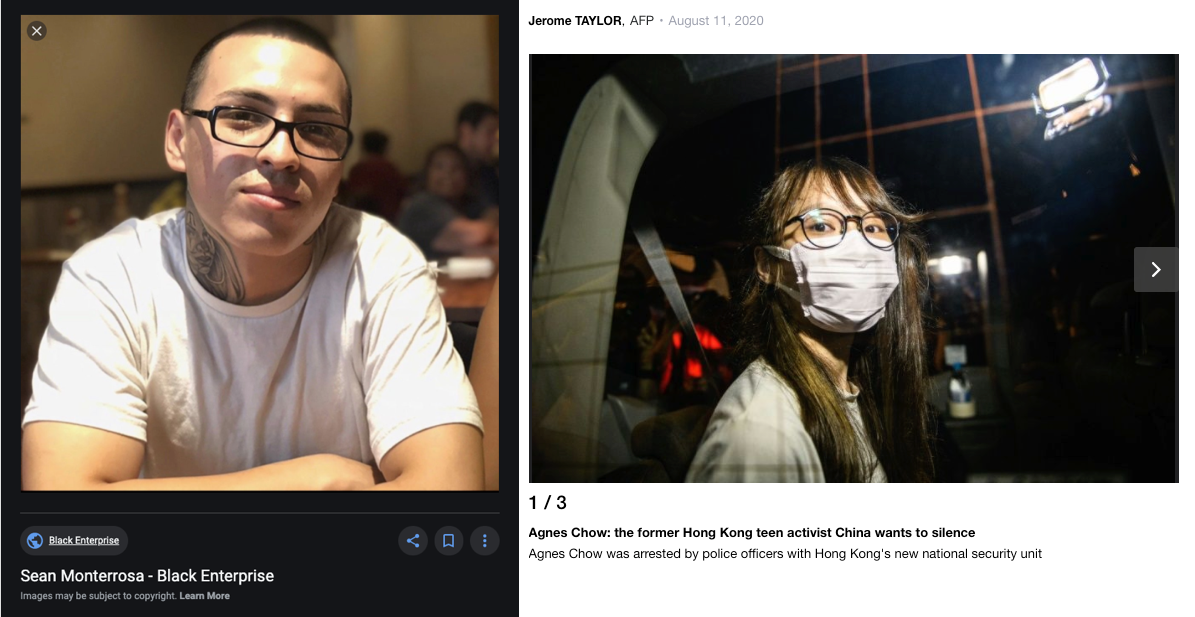 Black Enterprise
Sean Monterrosa - Black Enterprise
Images may be subject to copyright. Learn More
Jerome TAYLOR, AFP • August 11, 2020
1 / 3
Agnes Chow: the former Hong Kong teen activist China wants to silence
Agnes Chow was arrested by police officers with Hong Kong's new national security unit